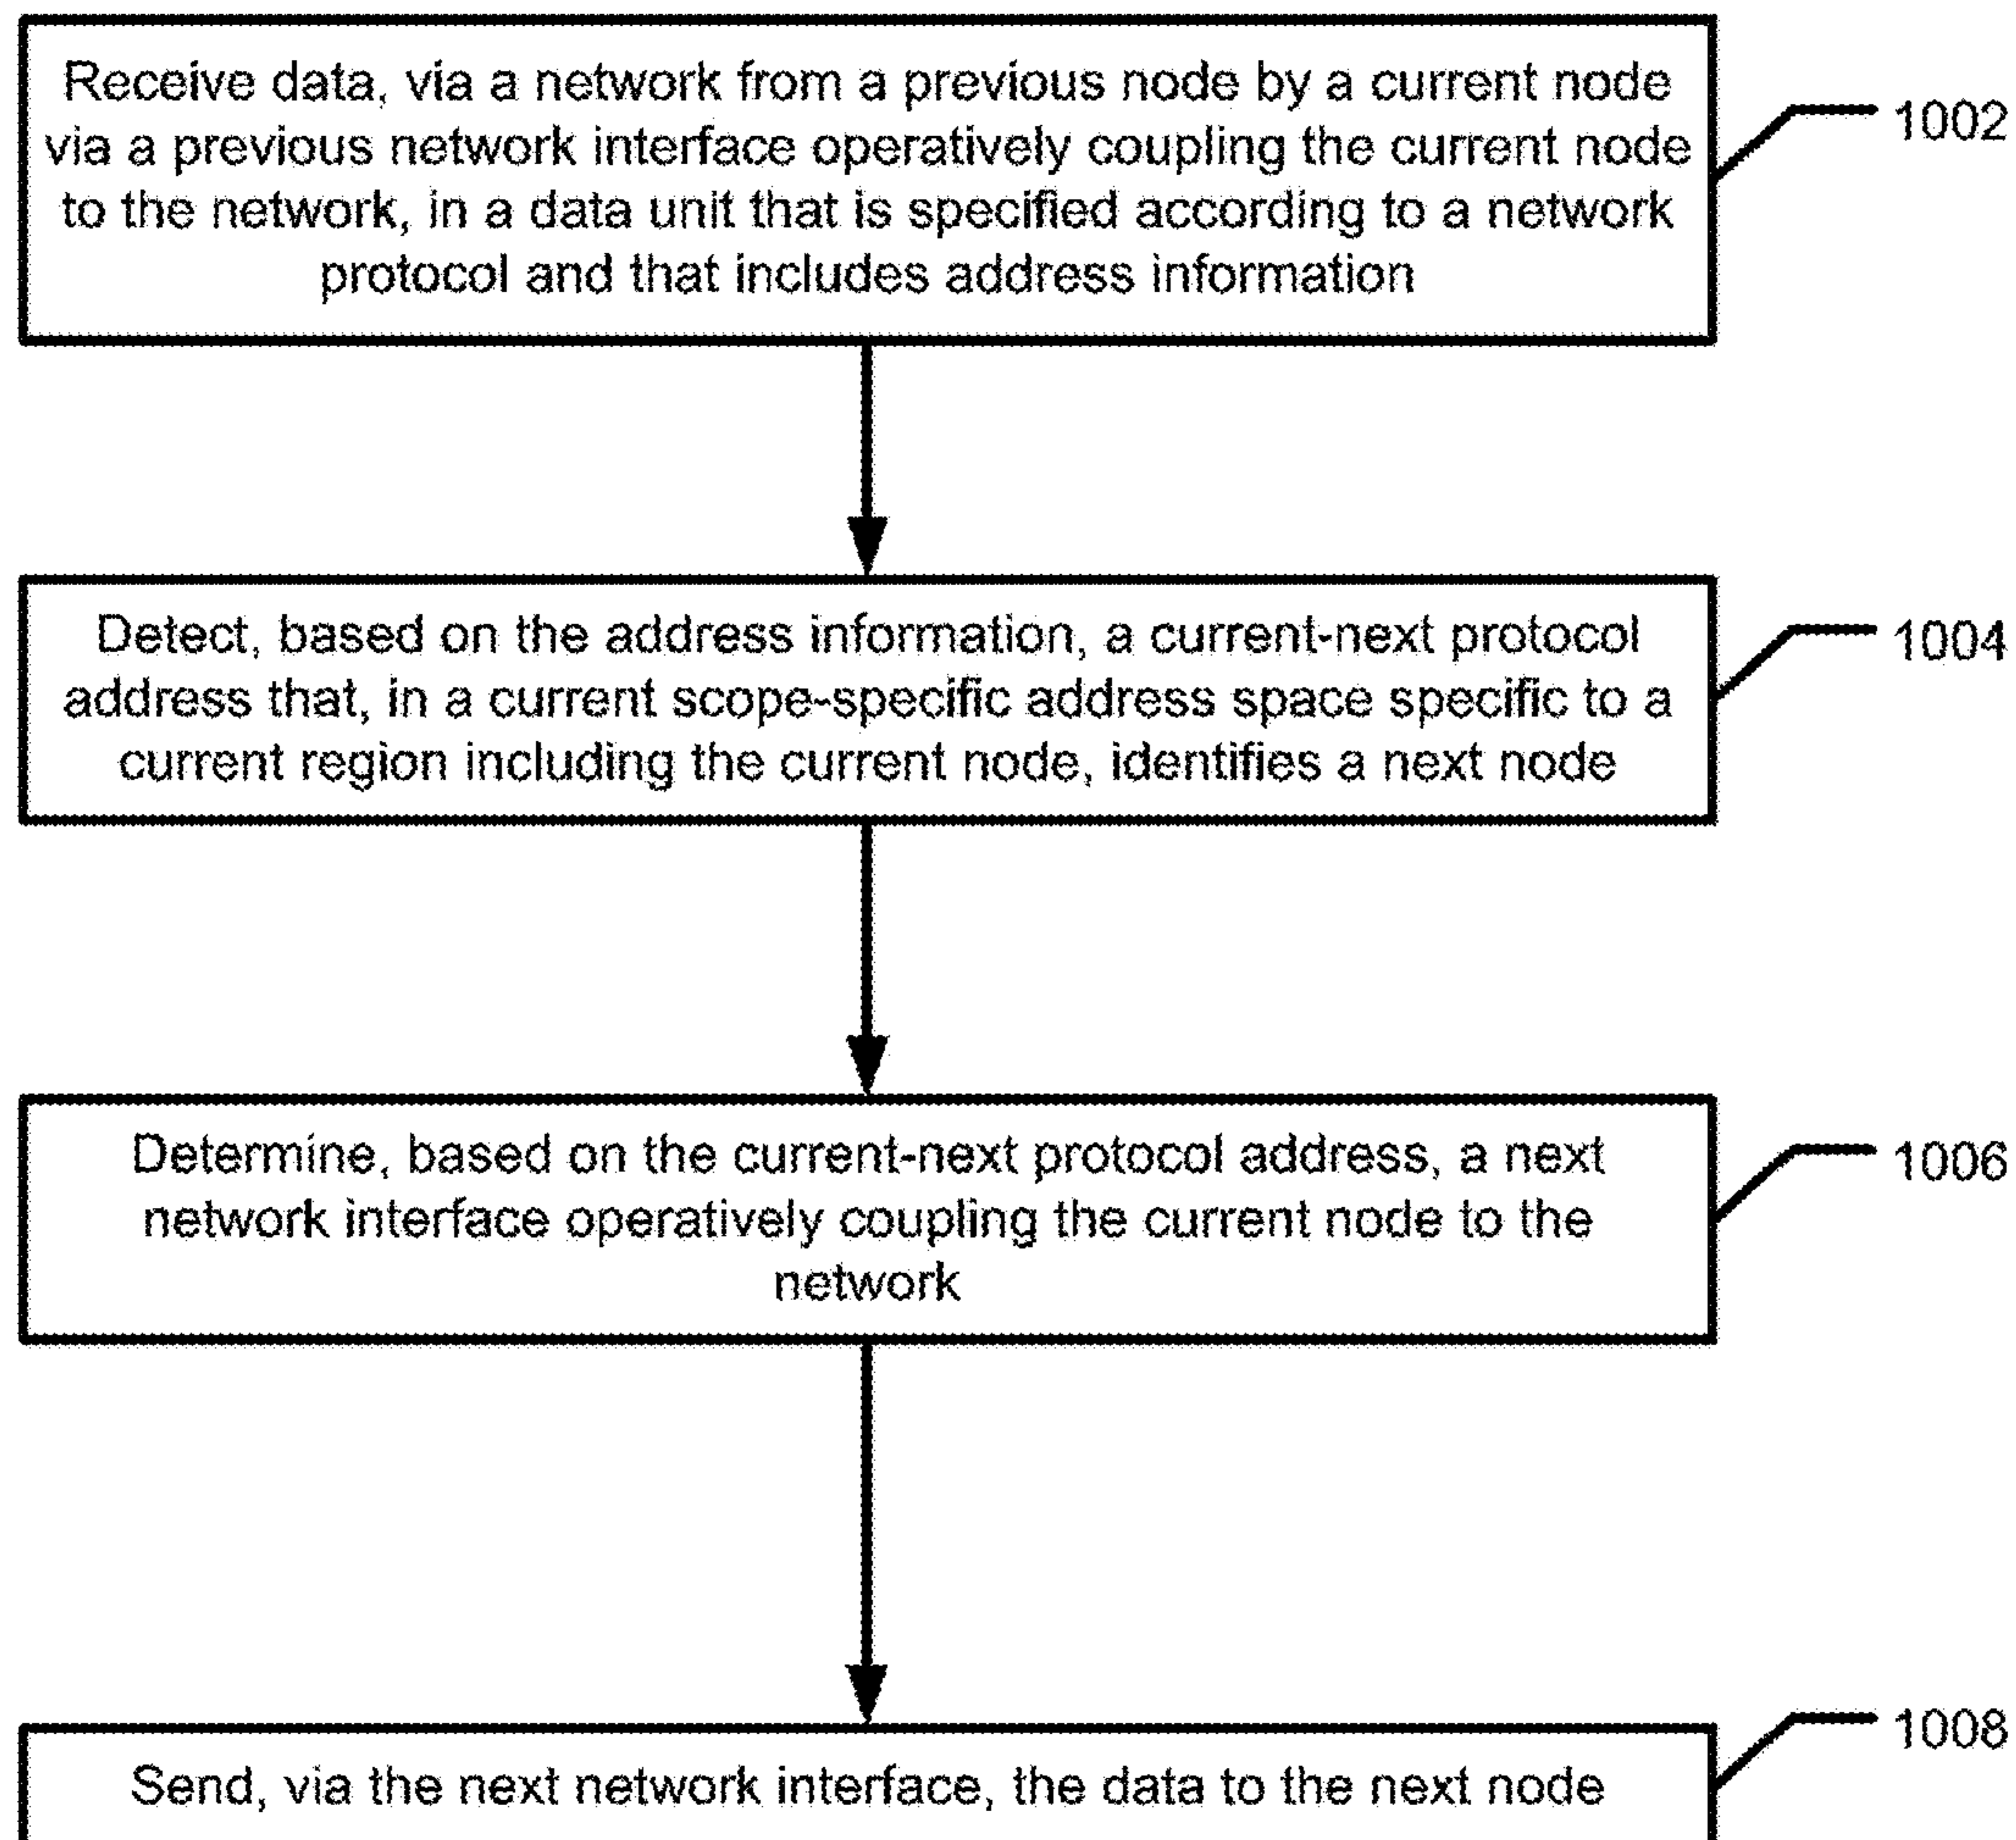 Receive data, via a network from a previous node by a current node
via a previous network interface operatively coupling the current node
to the network, in a data unit that is specified according to a network
protocol and that includes address information
1002
Detect, based on the address information, a current-next protocol
address that, in a current scope-specific address space specific to a
current region including the current node, identifies a next node
1004
Determine, based on the current-next protocol address, a next
network interface operatively coupling the current node to the
network
1006
Send, via the next network interface, the data to the next node
1008